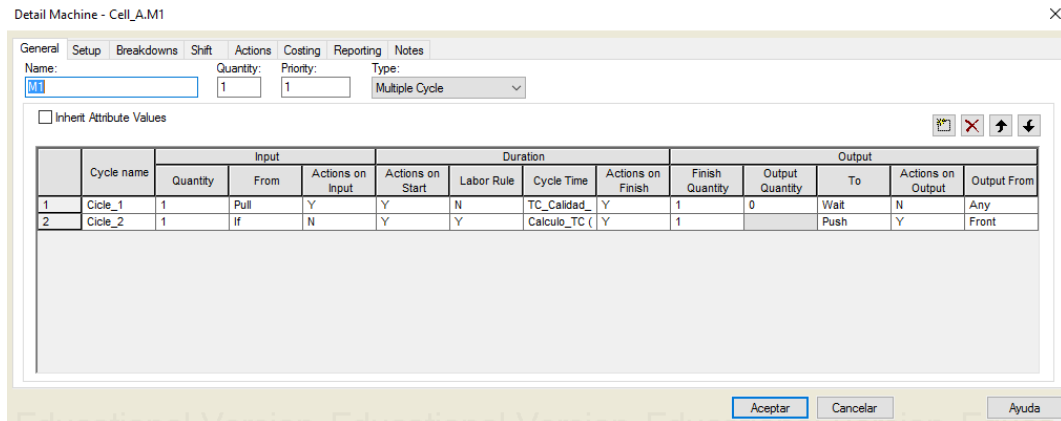 Detail Machine - Cell_A.M1
General Setup Breakdowns Shift Actions Costing Reporting Notes
Name: Quantity: Priority: Type:
M1 1 1 Multiple Cycle
Inherit Attribute Values
Input Duration Output
Cycle name Quantity From Actions on Input Actions on Start Labor Rule Cycle Time Actions on Finish Finish Quantity Output Quantity To Actions on Output Output From
1 Cicle_1 1 Pull Y Y N TC_Calidad_ Y 1 0 Wait N Any
2 Cicle_2 1 If N Y Y Calculo_TC ( Y 1 Push Y Front
Aceptar Cancelar Ayuda